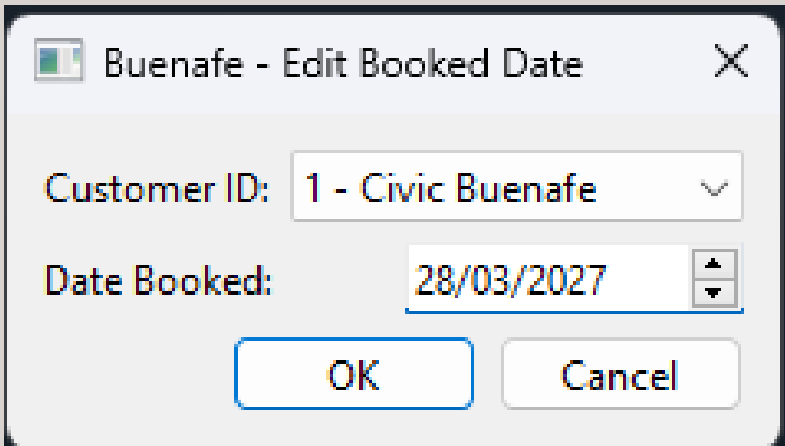 Buenafe - Edit Booked Date
Customer ID: 1 - Civic Buenafe
Date Booked: 28/03/2027
OK Cancel